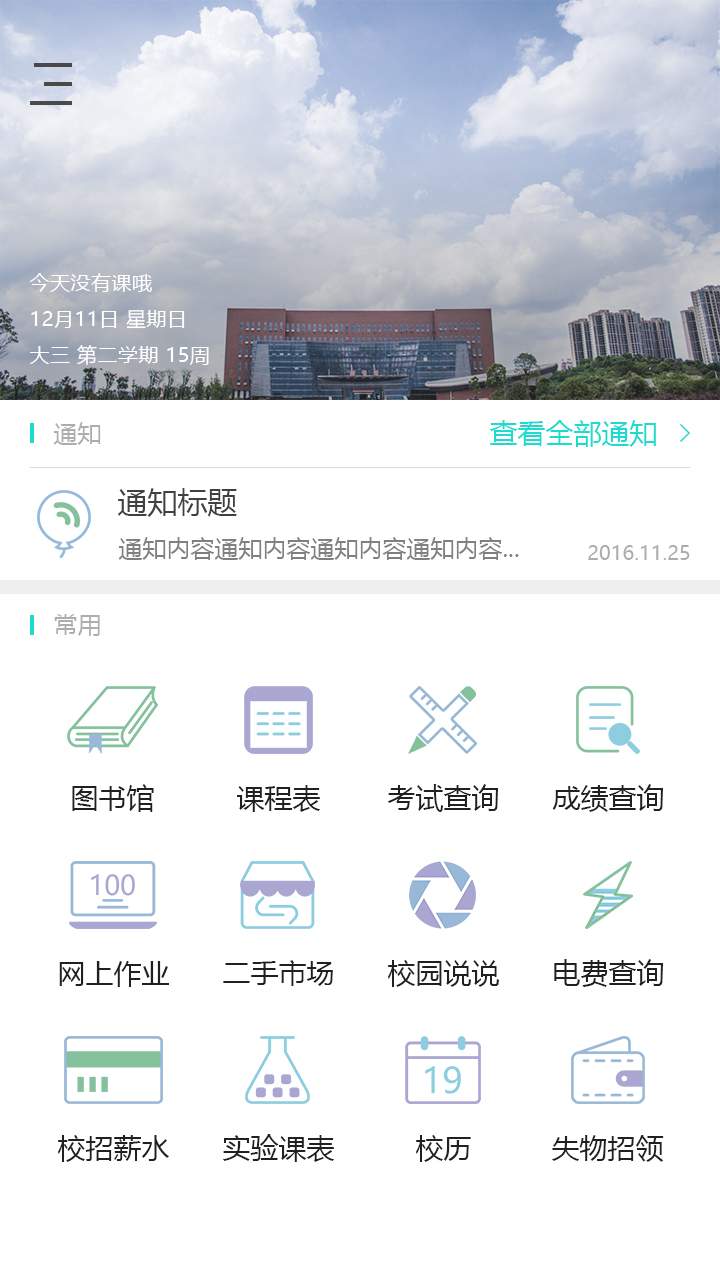 今天没有课哦
12月11日 星期日
大三 第二学期 15周
通知
查看全部通知
通知标题
通知内容通知内容通知内容通知内容...
2016.11.25
常用
图书馆
课程表
考试查询
成绩查询
100
网上作业
二手市场
校园说说
电费查询
19
校招薪水
实验课表
校历
失物招领